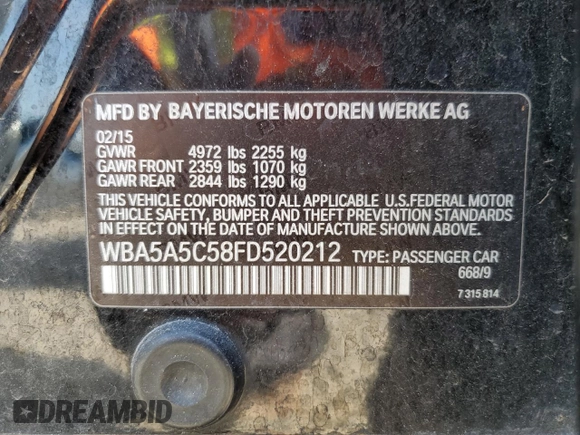 MFD BY BAYERISCHE MOTOREN WERKE AG
02/15
GVWR 4972 lbs 2255 kg
GAWR FRONT 2359 lbs 1070 kg
GAWR REAR 2844 lbs 1290 kg
THIS VEHICLE CONFORMS TO ALL APPLICABLE U.S.FEDERAL MOTOR
VEHICLE SAFETY, BUMPER AND THEFT PREVENTION STANDARDS
IN EFFECT ON THE DATE OF MANUFACTURE SHOWN ABOVE.
WBA5A5C58FD520212 TYPE: PASSENGER CAR
668/9
7 315 814
DREAMBID